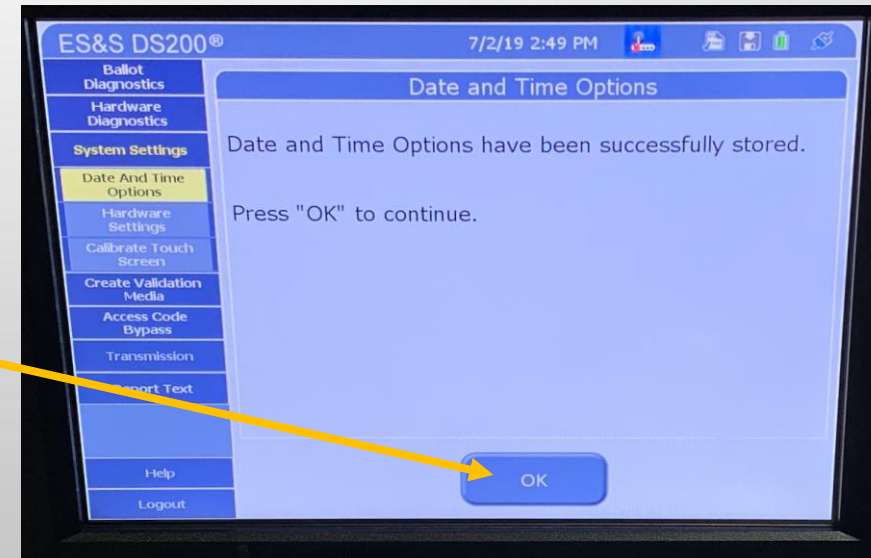 ES&S DS200®
7/2/19 2:49 PM
Ballot
Diagnostics
Hardware
Diagnostics
System Settings
Date And Time
Options
Hardware
Settings
Calibrate Touch
Screen
Create Validation
Media
Access Code
Bypass
Transmission
Report Text
Help
Logout
Date and Time Options
Date and Time Options have been successfully stored.
Press "OK" to continue.
OK